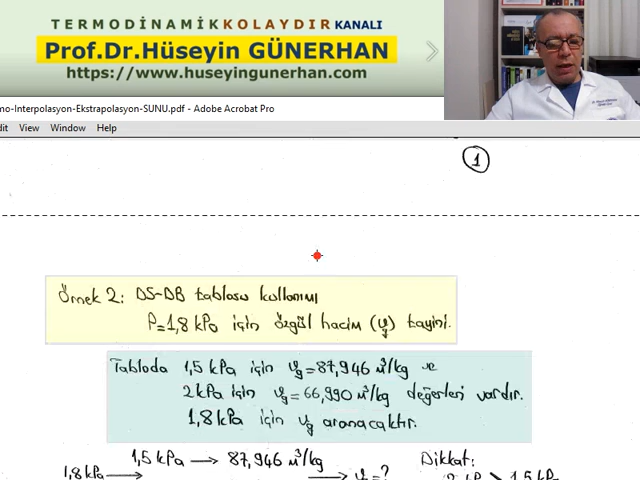 TERMODİNAMİKKOLAYDIR KANALI
Prof.Dr.Hüseyin GÜNERHAN
https://www.huseyingunerhan.com
mo-Interpolasyon-Ekstrapolasyon-SUNU.pdf - Adobe Acrobat Pro
dit View Window Help
1
Örnek 2: DS-DB tablosu kullanımı
P=1,8 kPa için özgül hacim (vg) tayini.
Tabloda 1,5 kPa için vg=87,946 m³/kg ve
2 kPa için vg=66,990 m³/kg değerleri vardır.
1,8 kPa için vg aranacaktır.
1,5 kPa → 87,946 m³/kg Dikkat:
1,8 kPa → → v =?